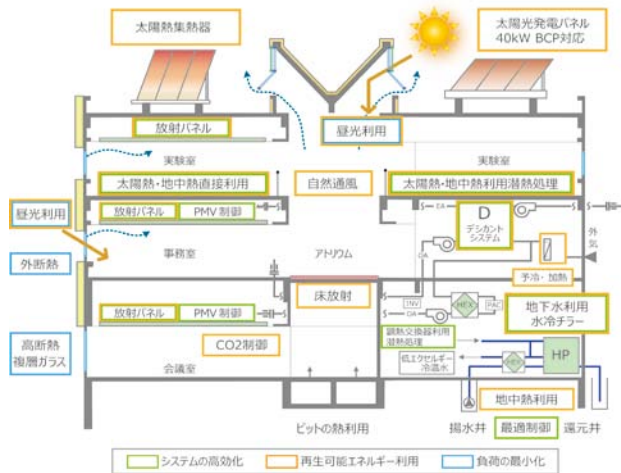 太陽熱集熱器
太陽光発電パネル
40kW BCP対応
放射パネル
昼光利用
実験室
実験室
太陽熱・地中熱直接利用
自然通風
太陽熱・地中熱利用潜熱処理
昼光利用
放射パネル
PMV 制御
D
デシカント
システム
外気
外断熱
事務室
アトリウム
予冷・加熱
床放射
放射パネル
PMV 制御
INV
HEX
PAC
地下水利用
水冷チラー
高断熱
複層ガラス
CO2制御
顕熱交換器利用
潜熱処理
低エクセルギー
冷温水
HEX
HP
会議室
地中熱利用
ピットの熱利用
揚水井
最適制御
還元井
システムの高効化
再生可能エネルギー利用
負荷の最小化